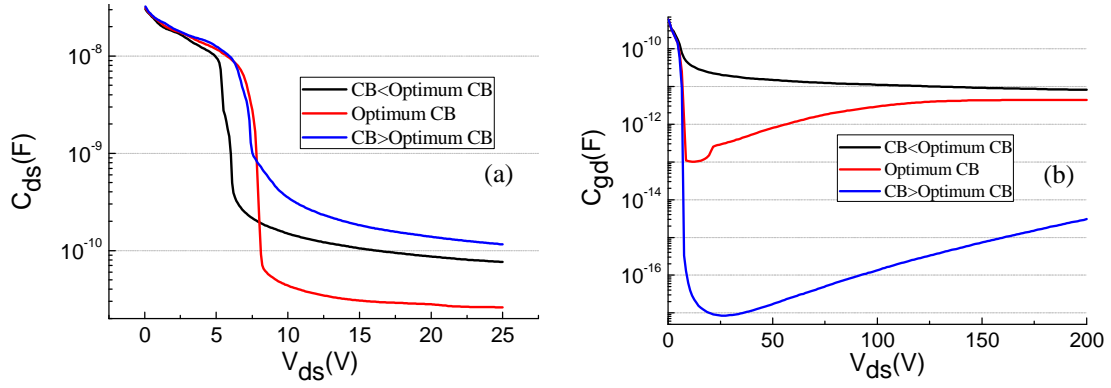 10⁻⁸
10⁻⁹
10⁻¹⁰
C_ds(F)
CB<Optimum CB
Optimum CB
CB>Optimum CB
(a)
0 5 10 15 20 25
V_ds(V)
10⁻¹⁰
10⁻¹²
10⁻¹⁴
10⁻¹⁶
C_gd(F)
CB<Optimum CB
Optimum CB
CB>Optimum CB
(b)
0 50 100 150 200
V_ds(V)